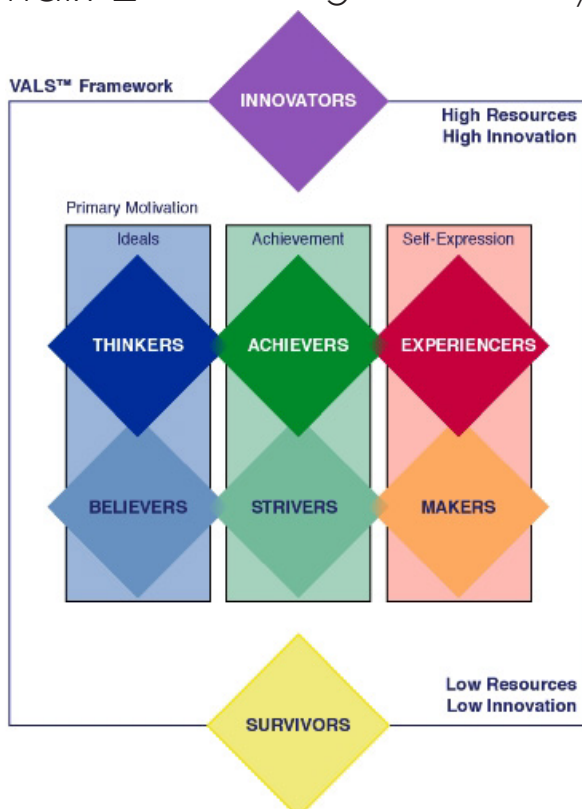 VALS™ Framework
INNOVATORS
High Resources
High Innovation
Primary Motivation
Ideals
Achievement
Self-Expression
THINKERS
ACHIEVERS
EXPERIENCERS
BELIEVERS
STRIVERS
MAKERS
Low Resources
Low Innovation
SURVIVORS